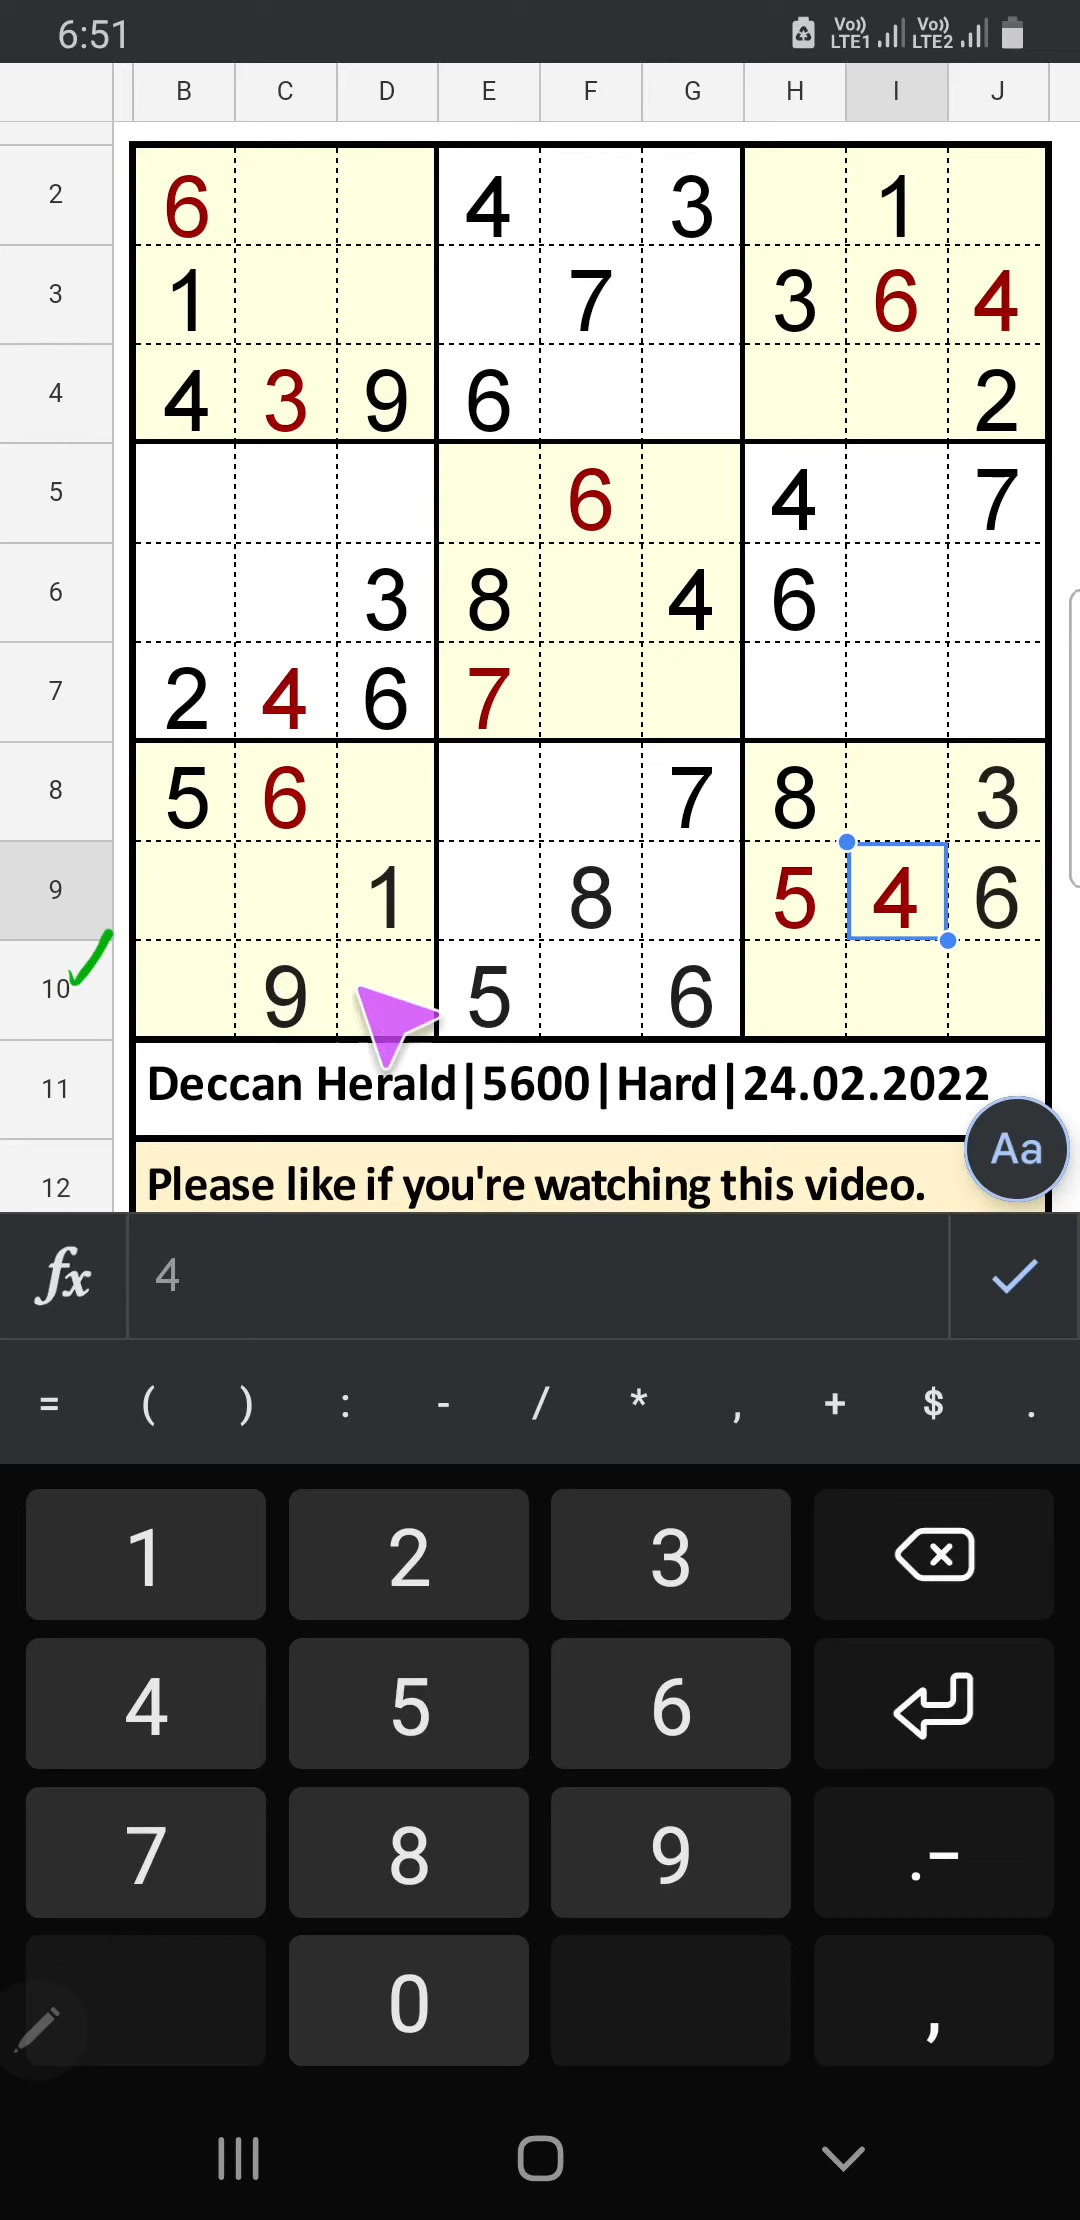 6:51
Vo)) LTE1 Vo)) LTE2
B C D E F G H I J
2 6 4 3 1
3 1 7 3 6 4
4 4 3 9 6 2
5 6 4 7
6 3 8 4 6
7 2 4 6 7
8 5 6 7 8 3
9 1 8 5 4 6
10 9 5 6
11 Deccan Herald|5600|Hard|24.02.2022
Aa
12 Please like if you're watching this video.
fx 4
= ( ) : - / * , + $ .
1 2 3
4 5 6
7 8 9 .-
0 ,